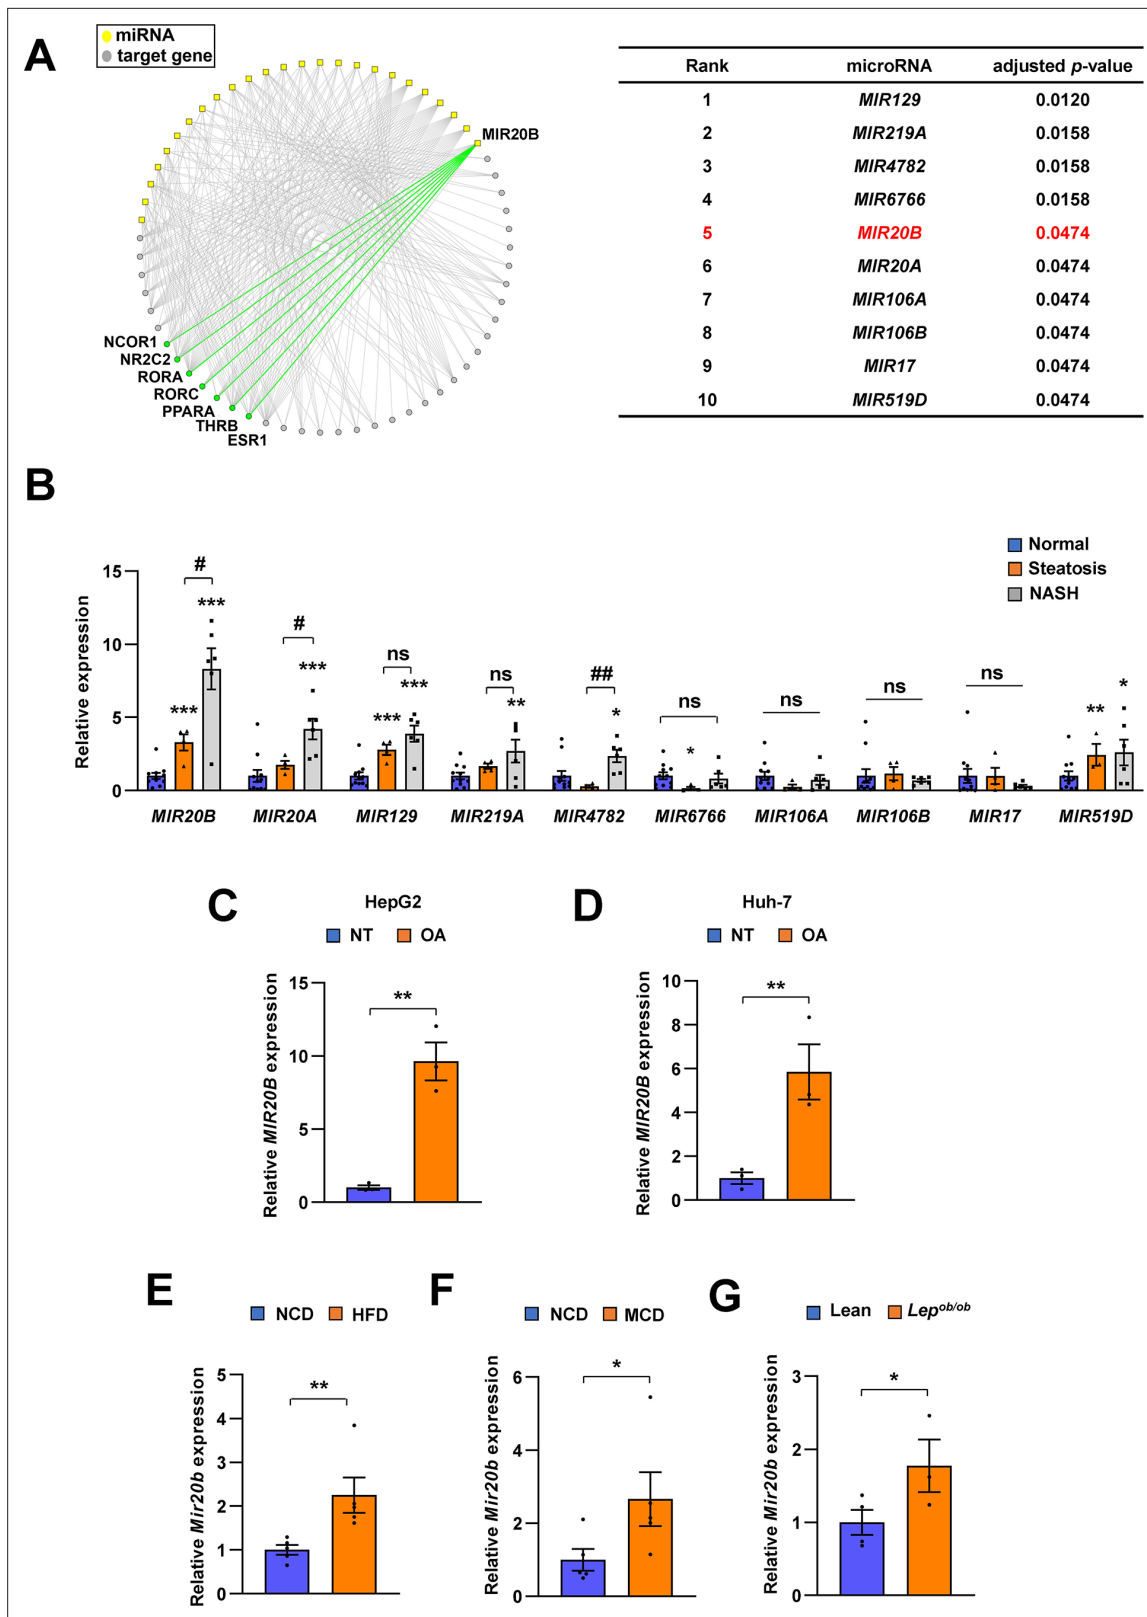 A
miRNA
target gene
MIR20B
NCOR1
NR2C2
RORA
RORC
PPARA
THRB
ESR1
Rank microRNA adjusted p-value
1 MIR129 0.0120
2 MIR219A 0.0158
3 MIR4782 0.0158
4 MIR6766 0.0158
5 MIR20B 0.0474
6 MIR20A 0.0474
7 MIR106A 0.0474
8 MIR106B 0.0474
9 MIR17 0.0474
10 MIR519D 0.0474
B
Normal
Steatosis
NASH
Relative expression
15
10
5
0
# *** ***
# ***
ns *** ***
ns **
## *
ns *
ns
ns
ns
** *
MIR20B MIR20A MIR129 MIR219A MIR4782 MIR6766 MIR106A MIR106B MIR17 MIR519D
C
HepG2
NT OA
Relative MIR20B expression
15
10
5
0
**
D
Huh-7
NT OA
Relative MIR20B expression
10
8
6
4
2
0
**
E
NCD HFD
Relative Mir20b expression
5
4
3
2
1
0
**
F
NCD MCD
Relative Mir20b expression
6
4
2
0
*
G
Lean Lep^ob/ob
Relative Mir20b expression
3
2
1
0
*